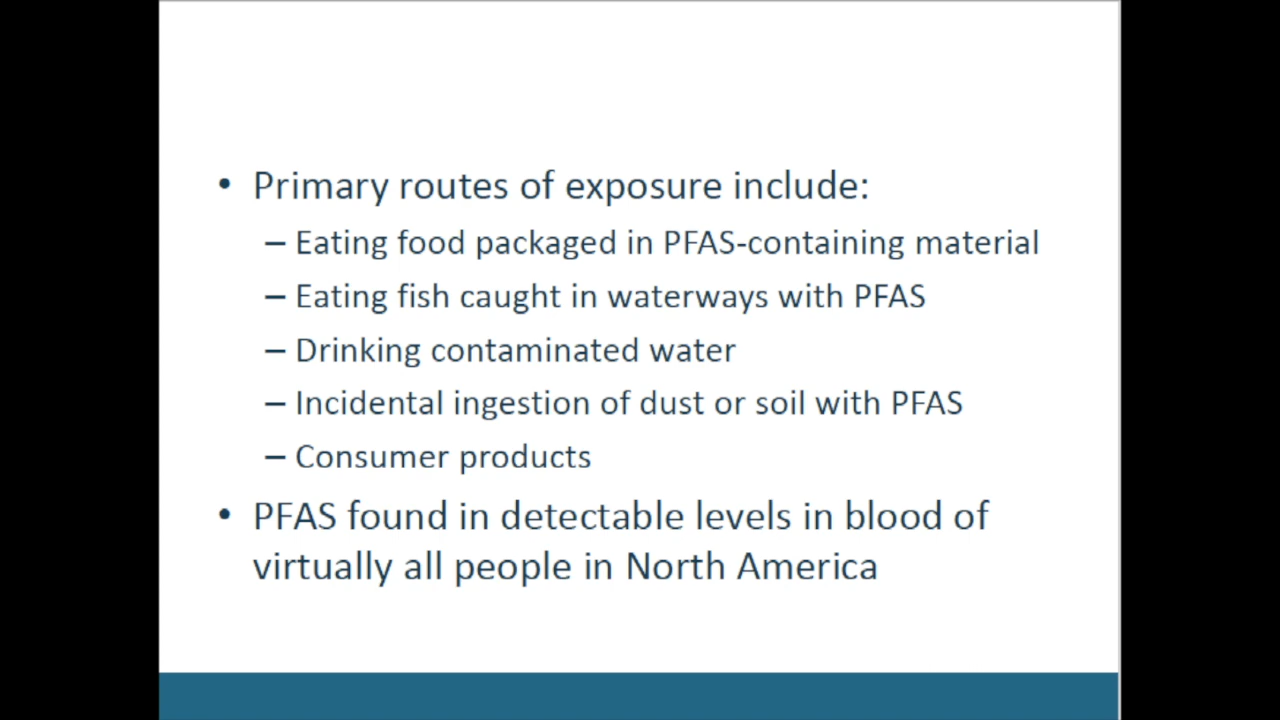 • Primary routes of exposure include:
– Eating food packaged in PFAS-containing material
– Eating fish caught in waterways with PFAS
– Drinking contaminated water
– Incidental ingestion of dust or soil with PFAS
– Consumer products
• PFAS found in detectable levels in blood of
virtually all people in North America